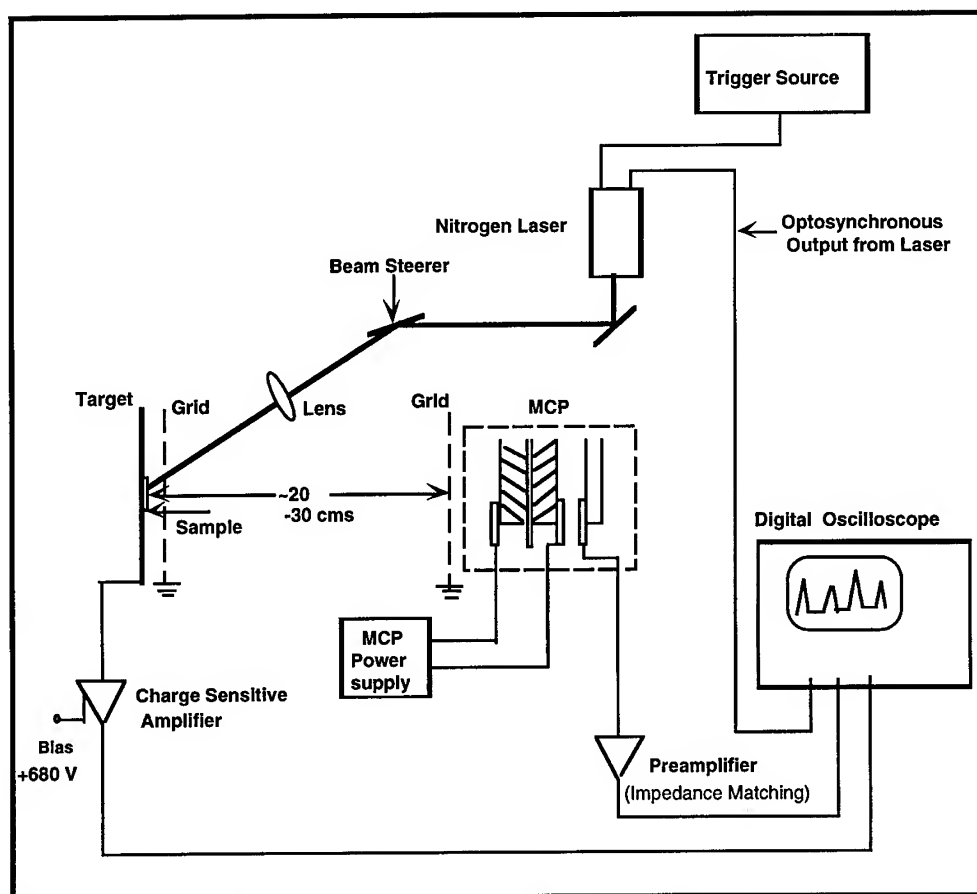 Trigger Source
Nitrogen Laser
Optosynchronous
Output from Laser
Beam Steerer
Target
Grid
Lens
Grid
MCP
~20
-30 cms
Sample
Digital Oscilloscope
MCP
Power
supply
Charge Sensitive
Amplifier
Bias
+680 V
Preamplifier
(Impedance Matching)